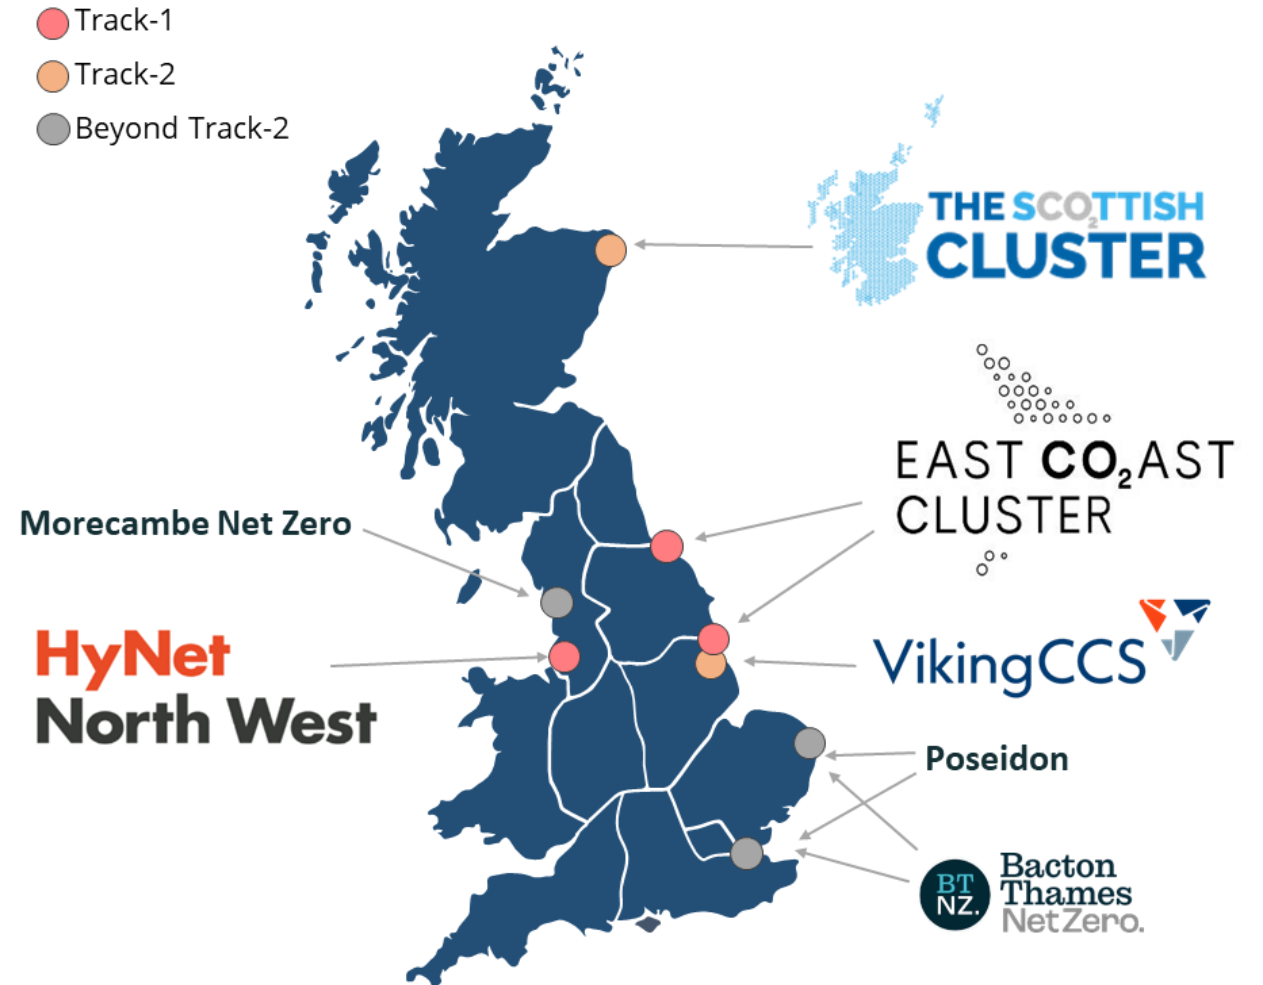 Track-1
Track-2
Beyond Track-2
THE SCO₂TTISH
CLUSTER
EAST CO₂AST
CLUSTER
Morecambe Net Zero
HyNet
North West
VikingCCS
Poseidon
BT
NZ.
Bacton
Thames
NetZero.